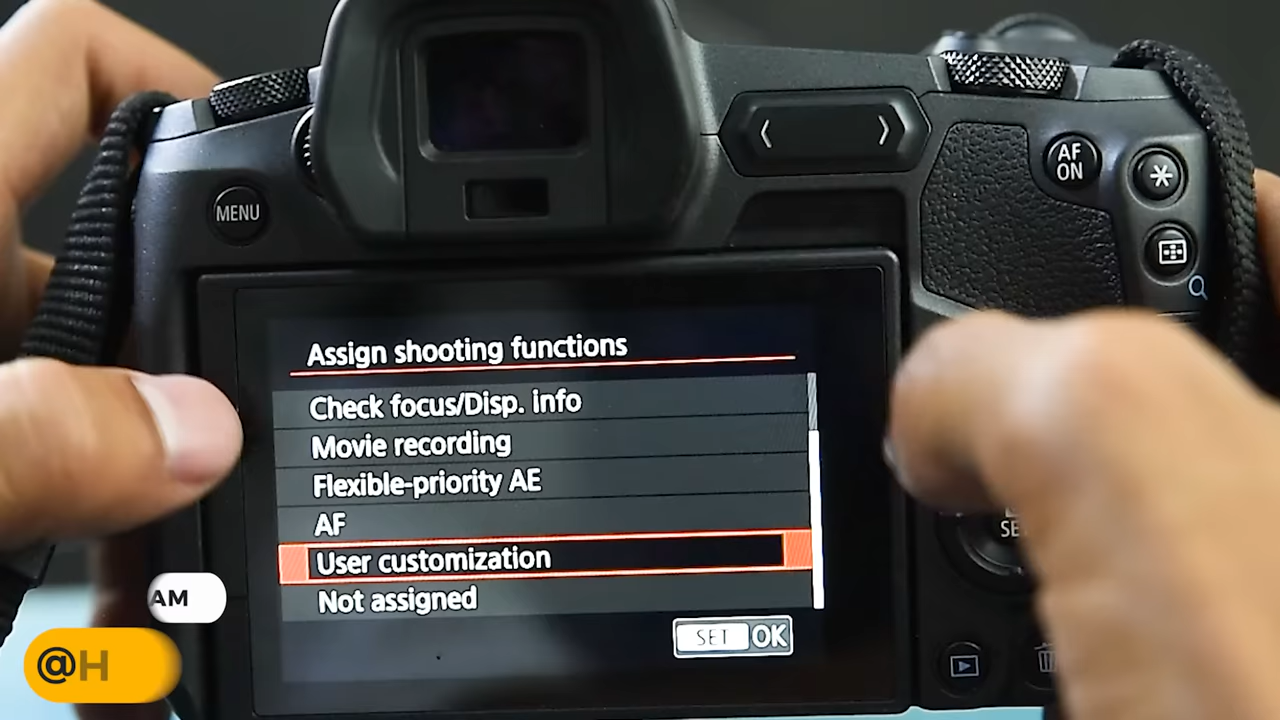 MENU
AF
ON
Assign shooting functions
Check focus/Disp. info
Movie recording
Flexible-priority AE
AF
User customization
Not assigned
SET OK
AM
@H